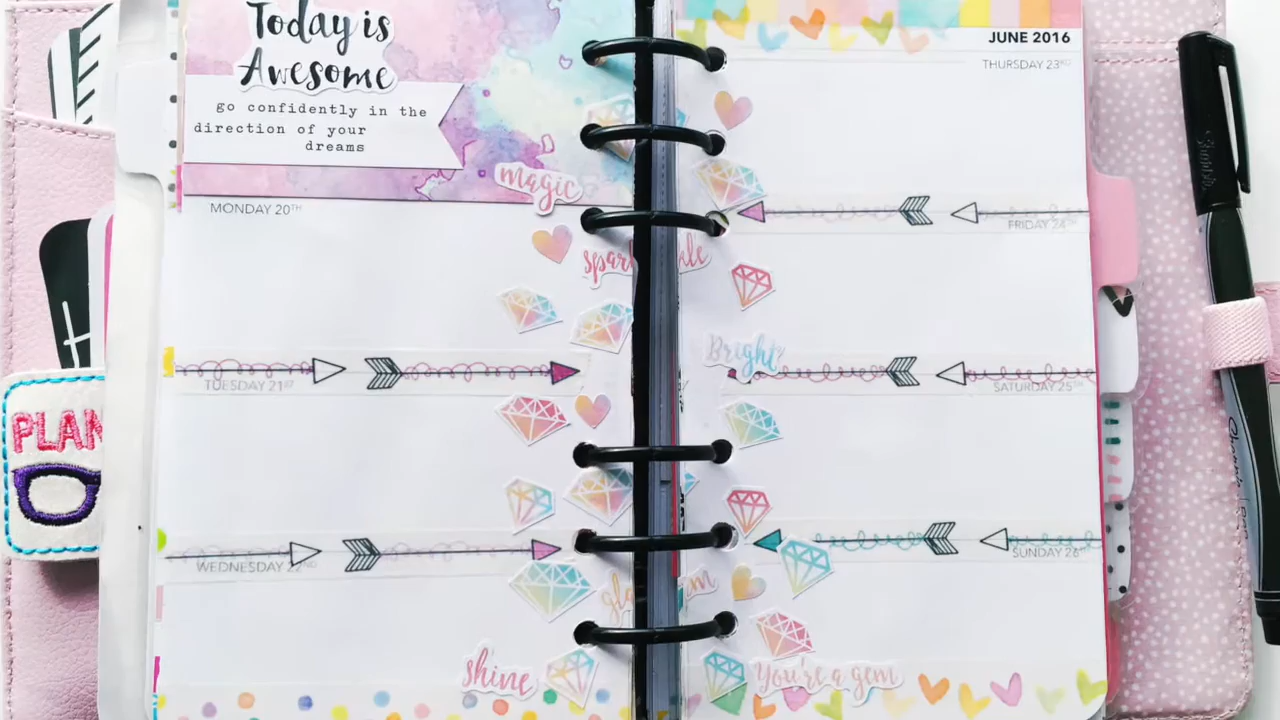 Today is
Awesome
go confidently in the
direction of your
dreams
magic
MONDAY 20TH
TUESDAY 21ST
WEDNESDAY 22ND
shine
PLAN
JUNE 2016
THURSDAY 23RD
FRIDAY 24TH
Bright
SATURDAY 25TH
SUNDAY 26TH
You're a gem